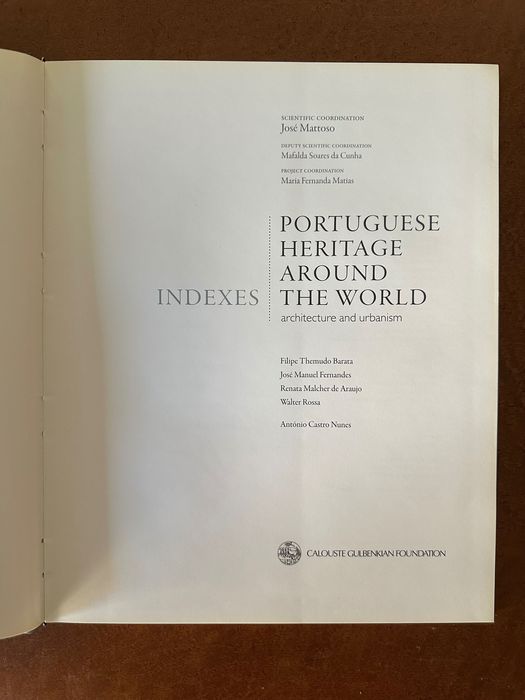 SCIENTIFIC COORDINATION
José Mattoso
DEPUTY SCIENTIFIC COORDINATION
Mafalda Soares da Cunha
PROJECT COORDINATION
Maria Fernanda Matias
PORTUGUESE
HERITAGE
AROUND
INDEXES THE WORLD
architecture and urbanism
Filipe Themudo Barata
José Manuel Fernandes
Renata Malcher de Araujo
Walter Rossa
António Castro Nunes
CALOUSTE GULBENKIAN FOUNDATION